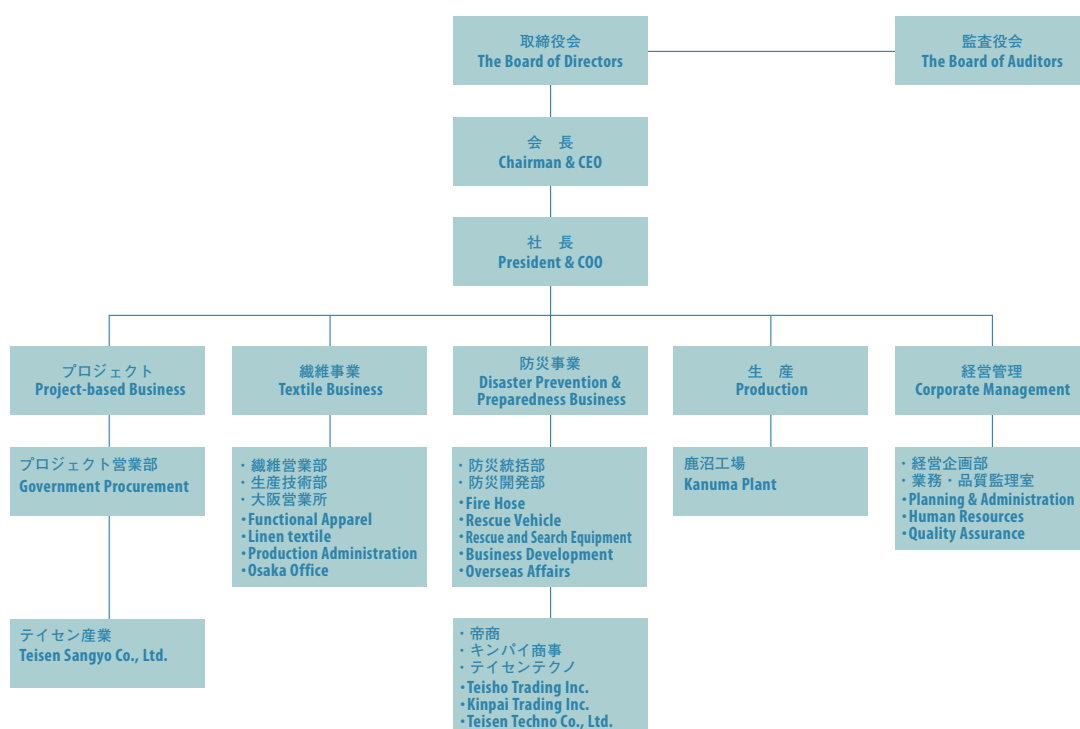 取締役会
The Board of Directors
監査役会
The Board of Auditors
会　長
Chairman & CEO
社　長
President & COO
プロジェクト
Project-based Business
繊維事業
Textile Business
防災事業
Disaster Prevention &
Preparedness Business
生　産
Production
経営管理
Corporate Management
プロジェクト営業部
Government Procurement
・繊維営業部
・生産技術部
・大阪営業所
・Functional Apparel
・Linen textile
・Production Administration
・Osaka Office
・防災統括部
・防災開発部
・Fire Hose
・Rescue Vehicle
・Rescue and Search Equipment
・Business Development
・Overseas Affairs
鹿沼工場
Kanuma Plant
・経営企画部
・業務・品質監理室
・Planning & Administration
・Human Resources
・Quality Assurance
テイセン産業
Teisen Sangyo Co., Ltd.
・帝商
・キンパイ商事
・テイセンテクノ
・Teisho Trading Inc.
・Kinpai Trading Inc.
・Teisen Techno Co., Ltd.